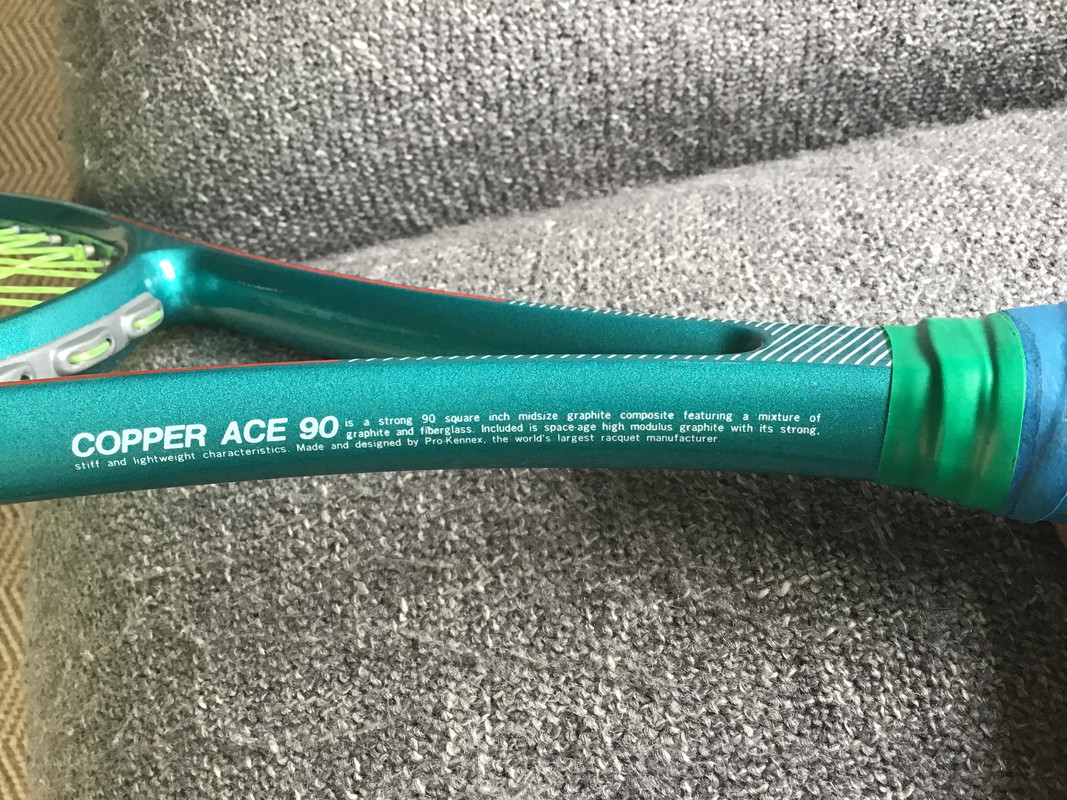 COPPER ACE 90 is a strong 90 square inch midsize graphite composite featuring a mixture of
graphite and fiberglass. Included is space-age high modulus graphite with its strong,
stiff and lightweight characteristics. Made and designed by Pro-Kennex, the world's largest racquet manufacturer.